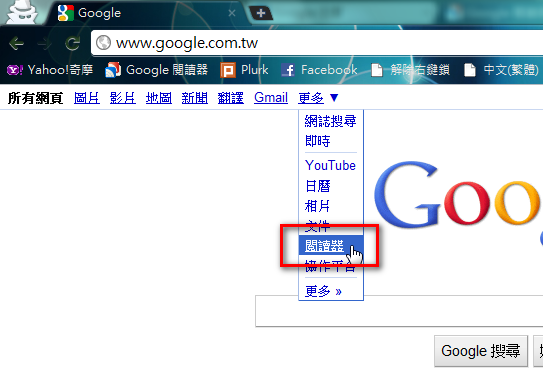 Google
www.google.com.tw
Yahoo!奇摩 Google 閱讀器 Plurk Facebook 解除右鍵鎖 中文(繁體)
所有網頁 圖片 影片 地圖 新聞 翻譯 Gmail 更多 ▼
網誌搜尋
即時
YouTube
日曆
相片
文件
閱讀器
協作平台
更多 »
Goo
Google 搜尋